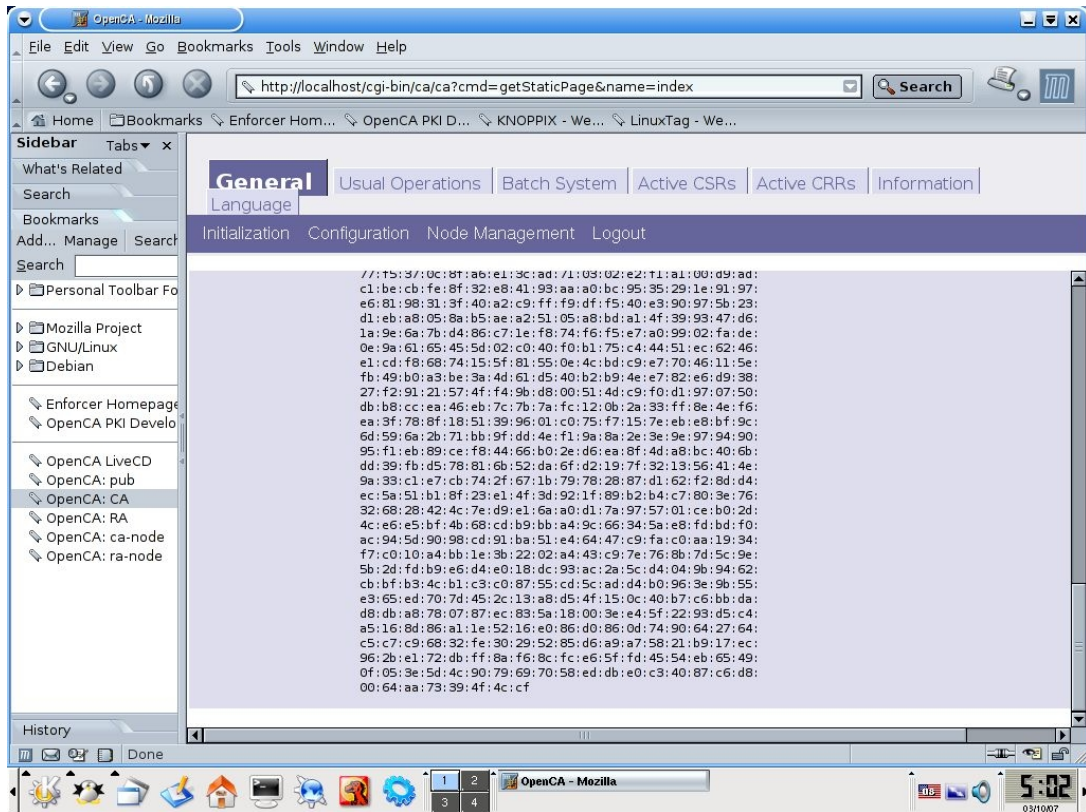 OpenCA - Mozilla
File Edit View Go Bookmarks Tools Window Help
http://localhost/cgi-bin/ca/ca?cmd=getStaticPage&name=index
Search
Home Bookmarks Enforcer Hom... OpenCA PKI D... KNOPPIX - We... LinuxTag - We...
Sidebar Tabs x
What's Related
Search
Bookmarks
Add... Manage Search
Search
Personal Toolbar Fo
Mozilla Project
GNU/Linux
Debian
Enforcer Homepage
OpenCA PKI Develo
OpenCA LiveCD
OpenCA: pub
OpenCA: CA
OpenCA: RA
OpenCA: ca-node
OpenCA: ra-node
History
General Usual Operations Batch System Active CSRs Active CRRs Information
Language
Initialization Configuration Node Management Logout
77:f5:37:0c:8f:a6:e1:3c:ad:71:03:02:e2:f1:a1:00:d9:ad:
c1:be:cb:fe:8f:32:e8:41:93:aa:a0:bc:95:35:29:1e:91:97:
e6:81:98:31:3f:40:a2:c9:ff:f9:df:f5:40:e3:90:97:5b:23:
d1:eb:a8:05:8a:b5:ae:a2:51:05:a8:bd:a1:4f:39:93:47:d6:
1a:9e:6a:7b:d4:86:c7:1e:f8:74:f6:f5:e7:a0:99:02:fa:de:
0e:9a:61:65:45:5d:02:c0:40:f0:b1:75:c4:44:51:ec:62:46:
e1:cd:f8:68:74:15:5f:81:55:0e:4c:bd:c9:e7:70:46:11:5e:
fb:49:b0:a3:be:3a:4d:61:d5:40:b2:b9:4e:e7:82:e6:d9:38:
27:f2:91:21:57:4f:f4:9b:d8:00:51:4d:c9:f0:d1:97:07:50:
db:b8:cc:ea:46:eb:7c:7b:7a:fc:12:0b:2a:33:ff:8e:4e:f6:
ea:3f:78:8f:18:51:39:96:01:c0:75:f7:15:7e:eb:e8:bf:9c:
6d:59:6a:2b:71:bb:9f:dd:4e:f1:9a:8a:2e:3e:9e:97:94:90:
95:f1:eb:89:ce:f8:44:66:b0:2e:d6:ea:8f:4d:a8:bc:40:6b:
dd:39:fb:d5:78:81:6b:52:da:6f:d2:19:7f:32:13:56:41:4e:
9a:33:c1:e7:cb:74:2f:67:1b:79:78:28:87:d1:62:f2:8d:d4:
ec:5a:51:b1:8f:23:e1:4f:3d:92:1f:89:b2:b4:c7:80:3e:76:
32:68:28:42:4c:7e:d9:e1:6a:a0:d1:7a:97:57:01:ce:b0:2d:
4c:e6:e5:bf:4b:68:cd:b9:bb:a4:9c:66:34:5a:e8:fd:bd:f0:
ac:94:5d:90:98:cd:91:ba:51:e4:64:47:c9:fa:c0:aa:19:34:
f7:c0:10:a4:bb:1e:3b:22:02:a4:43:c9:7e:76:8b:7d:5c:9e:
5b:2d:fd:b9:e6:d4:e0:18:dc:93:ac:2a:5c:d4:04:9b:94:62:
cb:bf:b3:4c:b1:c3:c0:87:55:cd:5c:ad:d4:b0:96:3e:9b:55:
e3:65:ed:70:7d:45:2c:13:a8:d5:4f:15:0c:40:b7:c6:bb:da:
d8:db:a8:78:07:87:ec:83:5a:18:00:3e:e4:5f:22:93:d5:c4:
a5:16:8d:86:a1:1e:52:16:e0:86:d0:86:0d:74:90:64:27:64:
c5:c7:c9:68:32:fe:30:29:52:85:d6:a9:a7:58:21:b9:17:ec:
96:2b:e1:72:db:ff:8a:f6:8c:fc:e6:5f:fd:45:54:eb:65:49:
0f:05:3e:5d:4c:90:79:69:70:58:ed:db:e0:c3:40:87:c6:d8:
00:64:aa:73:39:4f:4c:cf
Done
1 2
3 4
OpenCA - Mozilla
5:02
03/10/07